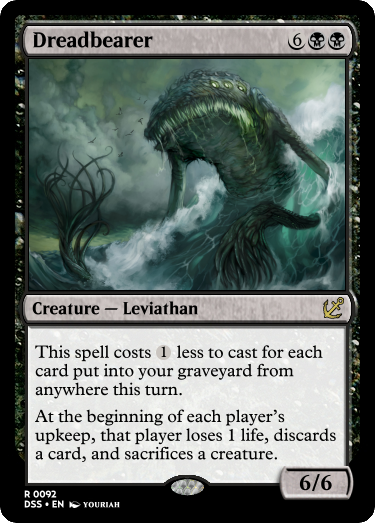 Dreadbearer 6
Creature — Leviathan
This spell costs 1 less to cast for each
card put into your graveyard from
anywhere this turn.
At the beginning of each player's
upkeep, that player loses 1 life, discards
a card, and sacrifices a creature.
6/6
R 0092
DSS • EN YOURIAH